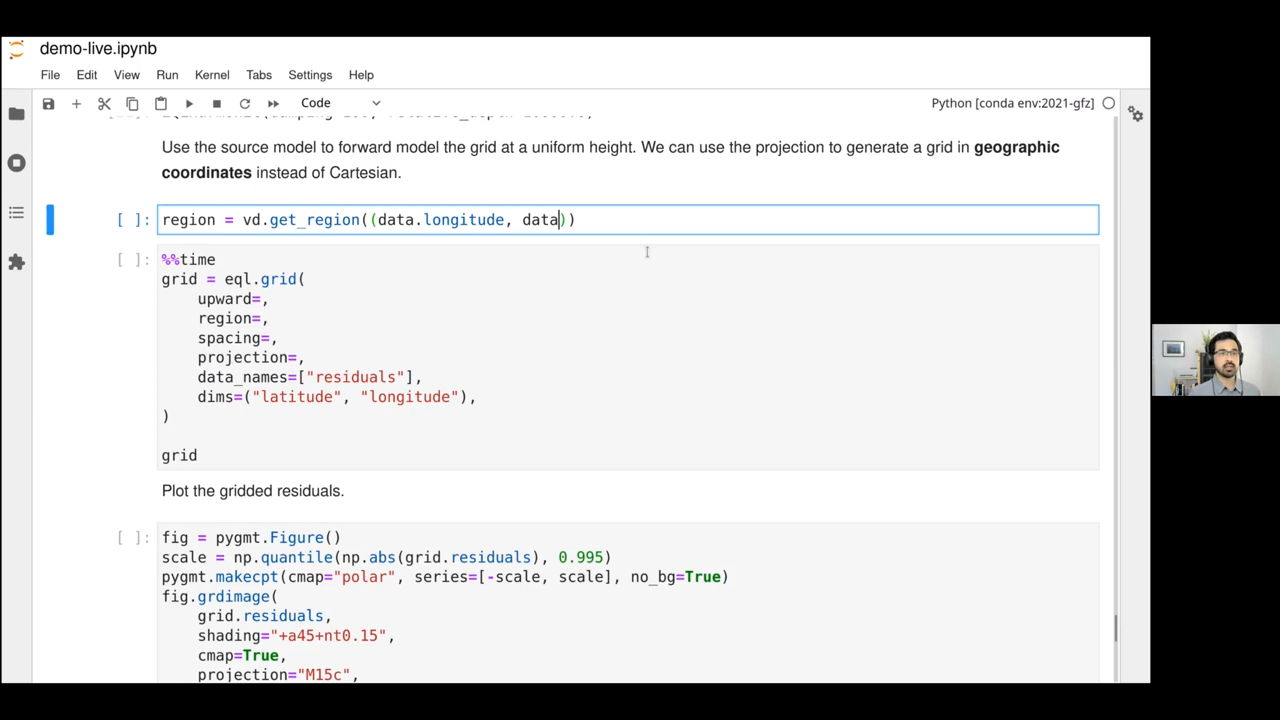 demo-live.ipynb
File Edit View Run Kernel Tabs Settings Help
Code
Python [conda env:2021-gfz]
Use the source model to forward model the grid at a uniform height. We can use the projection to generate a grid in geographic
coordinates instead of Cartesian.
[ ]: region = vd.get_region((data.longitude, data))
[ ]: %%time
grid = eql.grid(
upward=,
region=,
spacing=,
projection=,
data_names=["residuals"],
dims=("latitude", "longitude"),
)
grid
Plot the gridded residuals.
[ ]: fig = pygmt.Figure()
scale = np.quantile(np.abs(grid.residuals), 0.995)
pygmt.makecpt(cmap="polar", series=[-scale, scale], no_bg=True)
fig.grdimage(
grid.residuals,
shading="+a45+nt0.15",
cmap=True,
projection="M15c",